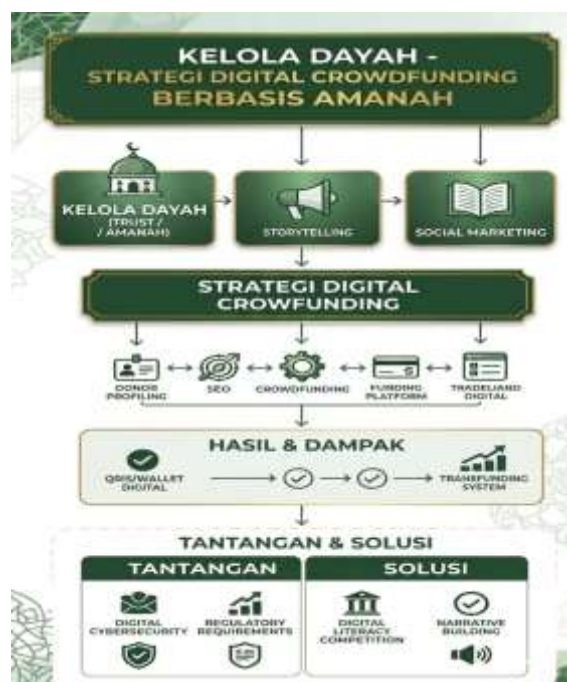 KELOLA DAYAH -
STRATEGI DIGITAL CROWDFUNDING
BERBASIS AMANAH
KELOLA DAYAH
(TRUST /
/ AMANAH)
STORYTELLING
SOCIAL MARKETING
STRATEGI DIGITAL
CROWFUNDING
DONOR
PROFILING
SEO
CROWDFUNDING
FUNDING
PLATFORM
TRADELIAND
DIGITAL
HASIL & DAMPAK
QRIS/WALLET
DIGITAL
TRANSFUNDING
SYSTEM
TANTANGAN & SOLUSI
TANTANGAN
SOLUSI
DIGITAL
CYBERSECURITY
REGULATORY
REQUIREMENTS
DIGITAL
LITERACY
COMPETITION
NARRATIVE
BUILDING